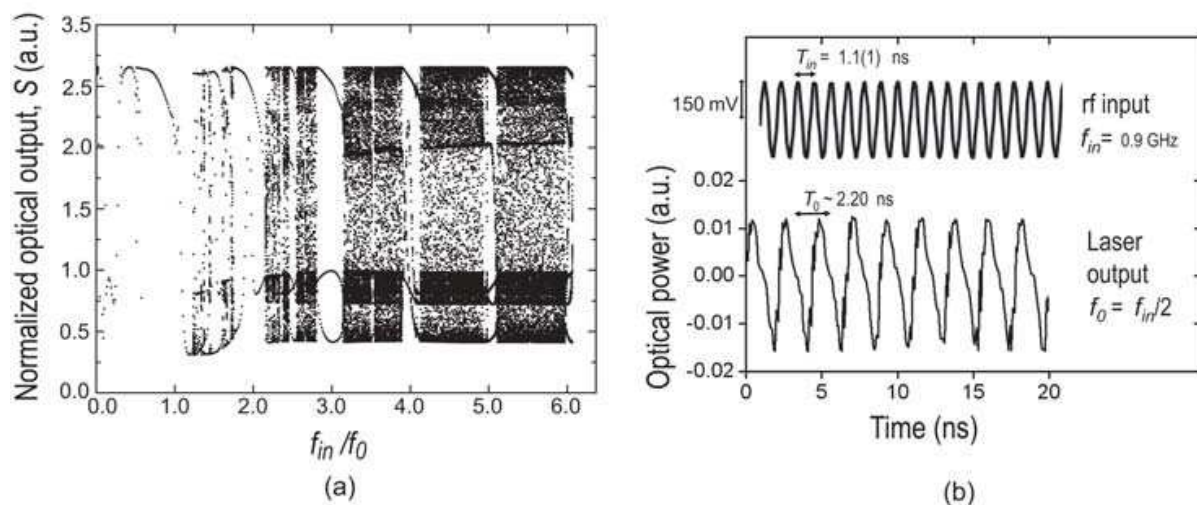 Normalized optical output, S (a.u.)
3.5
3.0
2.5
2.0
1.5
1.0
0.5
0.0
0.0 1.0 2.0 3.0 4.0 5.0 6.0
f_in /f_0
(a)
T_in = 1.1(1) ns
150 mV
rf input
f_in = 0.9 GHz
Optical power (a.u.)
0.02
0.01
0.00
-0.01
-0.02
T_0 ~ 2.20 ns
Laser
output
f_0 = f_in/2
0 5 10 15 20
Time (ns)
(b)